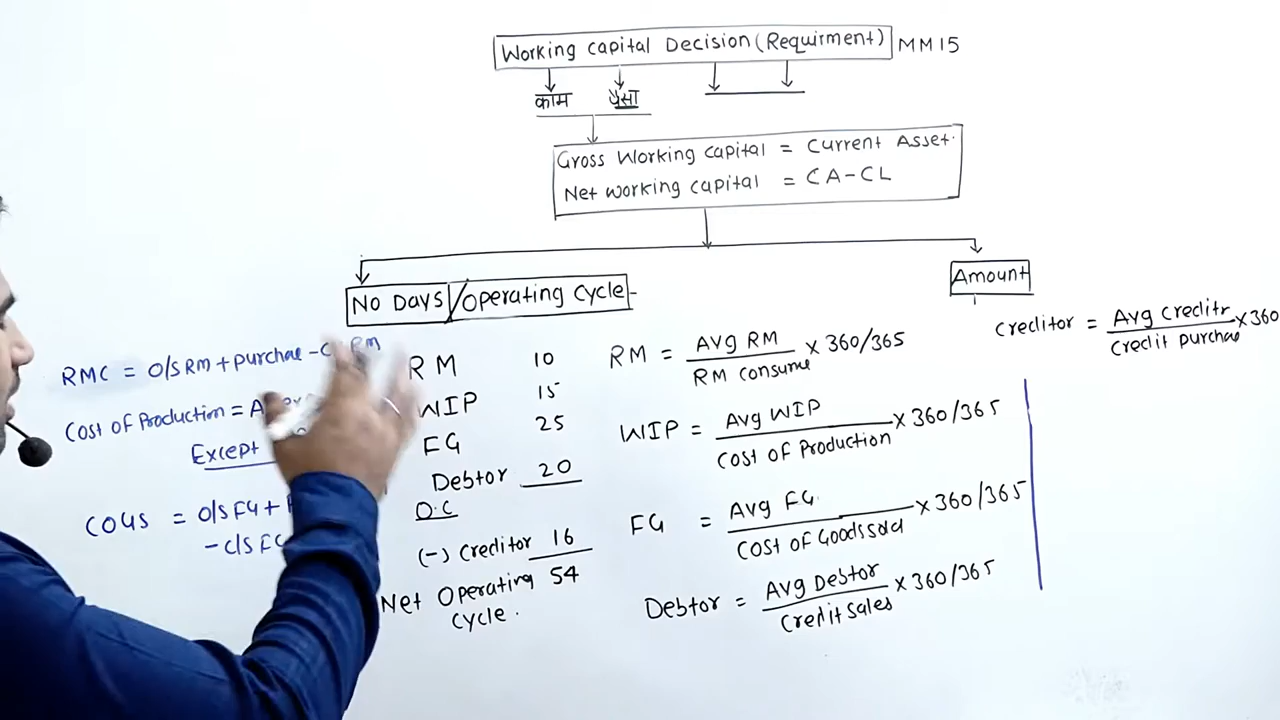 Working capital Decision (Requirment) MM15
काम पैसा
Gross Working capital = Current Asset.
Net working capital = CA-CL
No Days/Operating Cycle-
Amount
RMC = O/S RM + Purchae - RM
Cost of Production =
Except
COGS = O/S FG +
- C/S FG
RM 10
WIP 15
FG 25
Debtor 20
O.C
(-) Creditor 16
Net Operating 54
Cycle.
RM = Avg RM / RM consume × 360/365
WIP = Avg WIP / Cost of Production × 360/365
FG = Avg FG / Cost of Goods sold × 360/365
Debtor = Avg Debtor / Credit Sales × 360/365
Creditor = Avg Creditr / Credit purchae × 360